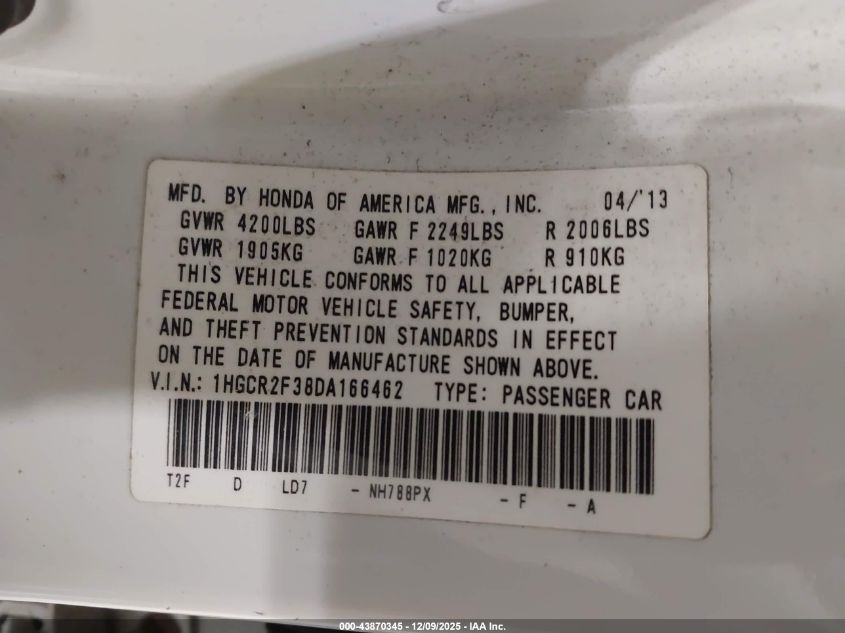 MFD. BY HONDA OF AMERICA MFG., INC. 04/'13
GVWR 4200LBS GAWR F 2249LBS R 2006LBS
GVWR 1905KG GAWR F 1020KG R 910KG
THIS VEHICLE CONFORMS TO ALL APPLICABLE
FEDERAL MOTOR VEHICLE SAFETY, BUMPER,
AND THEFT PREVENTION STANDARDS IN EFFECT
ON THE DATE OF MANUFACTURE SHOWN ABOVE.
V.I.N.: 1HGCR2F38DA166462 TYPE: PASSENGER CAR
T2F D LD7 - NH788PX - F - A
000-43870345 - 12/09/2025 - IAA Inc.